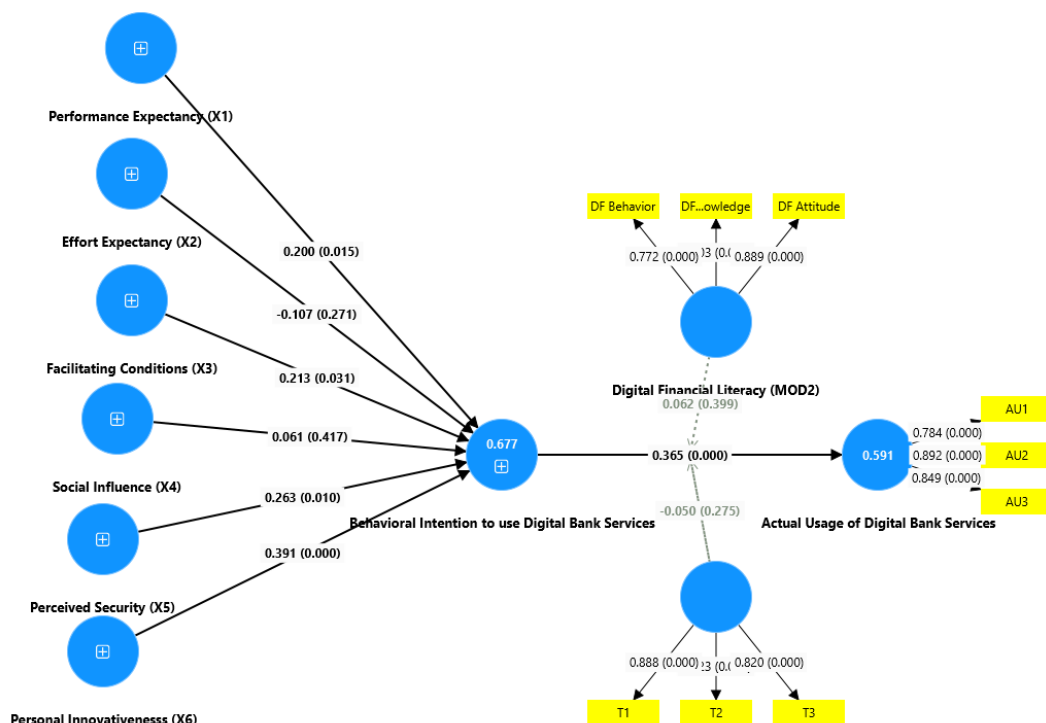 Performance Expectancy (X1)
Effort Expectancy (X2)
Facilitating Conditions (X3)
Social Influence (X4)
Perceived Security (X5)
Personal Innovativenesss (X6)
0.200 (0.015)
-0.107 (0.271)
0.213 (0.031)
0.061 (0.417)
0.263 (0.010)
0.391 (0.000)
0.677
Behavioral Intention to use Digital Bank Services
DF Behavior
DF...owledge
DF Attitude
0.772 (0.000)
0.889 (0.000)
Digital Financial Literacy (MOD2)
0.062 (0.399)
0.365 (0.000)
-0.050 (0.275)
0.591
Actual Usage of Digital Bank Services
0.784 (0.000)
0.892 (0.000)
0.849 (0.000)
AU1
AU2
AU3
0.888 (0.000)
0.820 (0.000)
T1
T2
T3